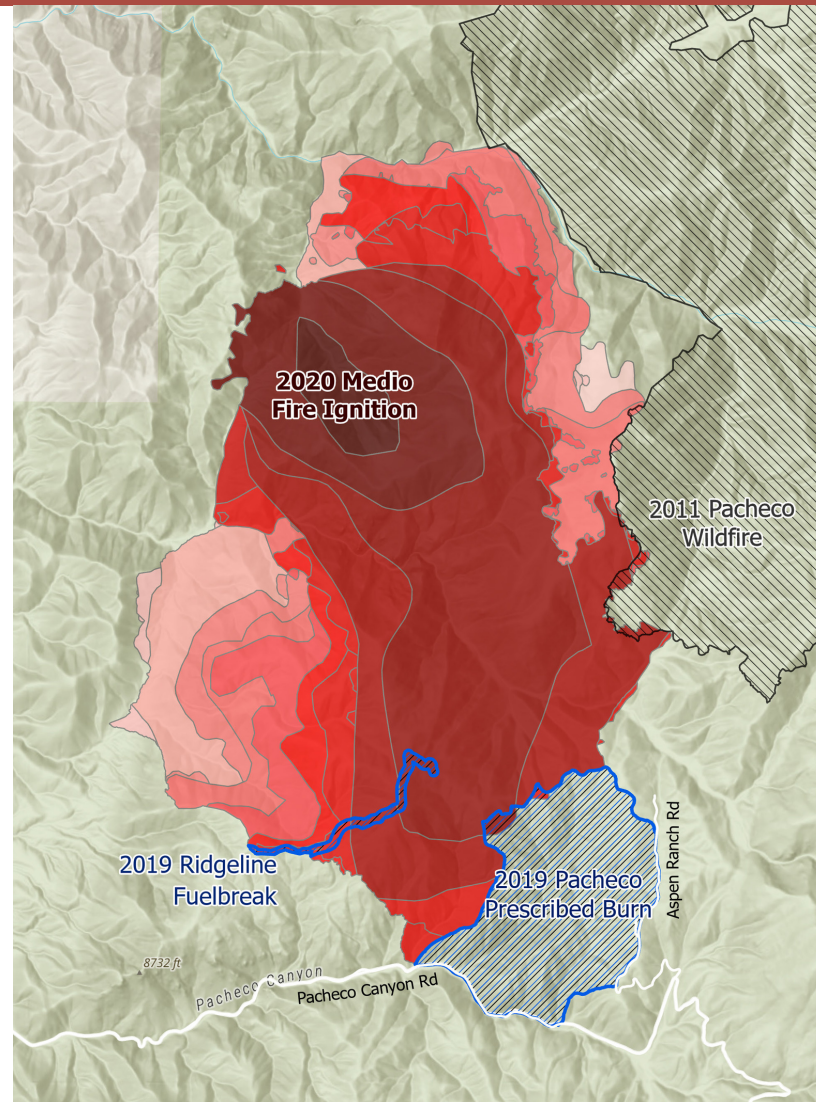 2020 Medio
Fire Ignition
2011 Pacheco
Wildfire
2019 Ridgeline
Fuelbreak
2019 Pacheco
Prescribed Burn
Aspen Ranch Rd
8732 ft
Pacheco Canyon
Pacheco Canyon Rd